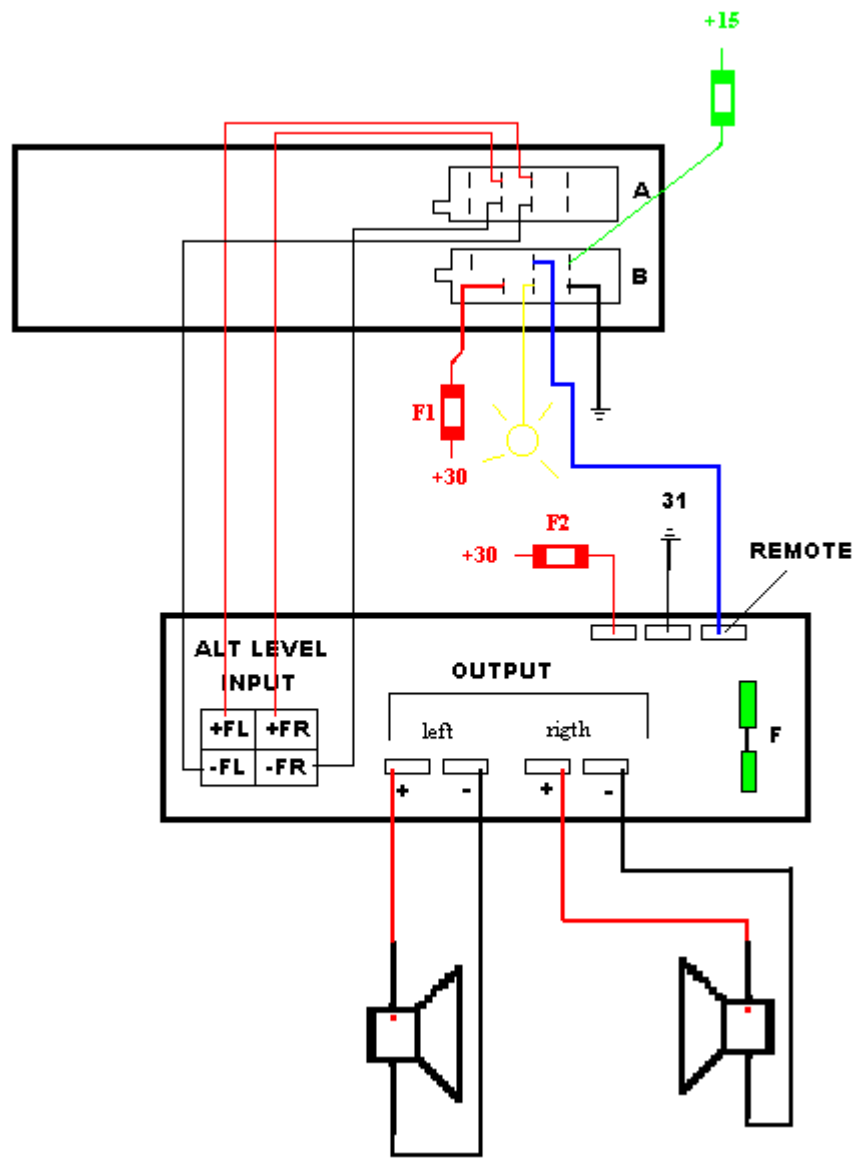 +15
A
B
F1
+30
31
F2
+30
REMOTE
ALT LEVEL
INPUT
OUTPUT
+FL +FR
-FL -FR
left rigth
F
+ - + -